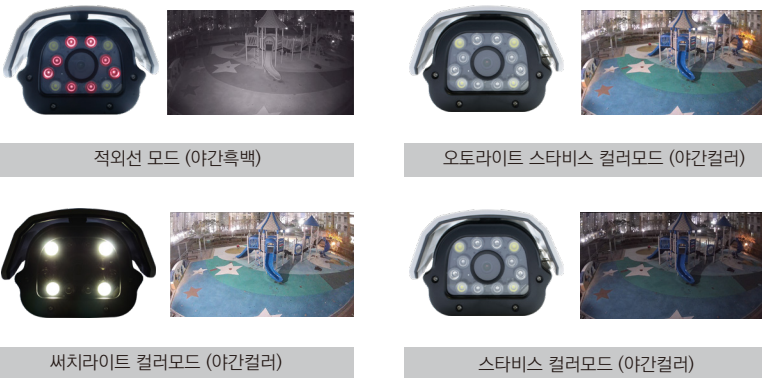 적외선 모드 (야간흑백)
오토라이트 스타비스 컬러모드 (야간컬러)
써치라이트 컬러모드 (야간컬러)
스타비스 컬러모드 (야간컬러)